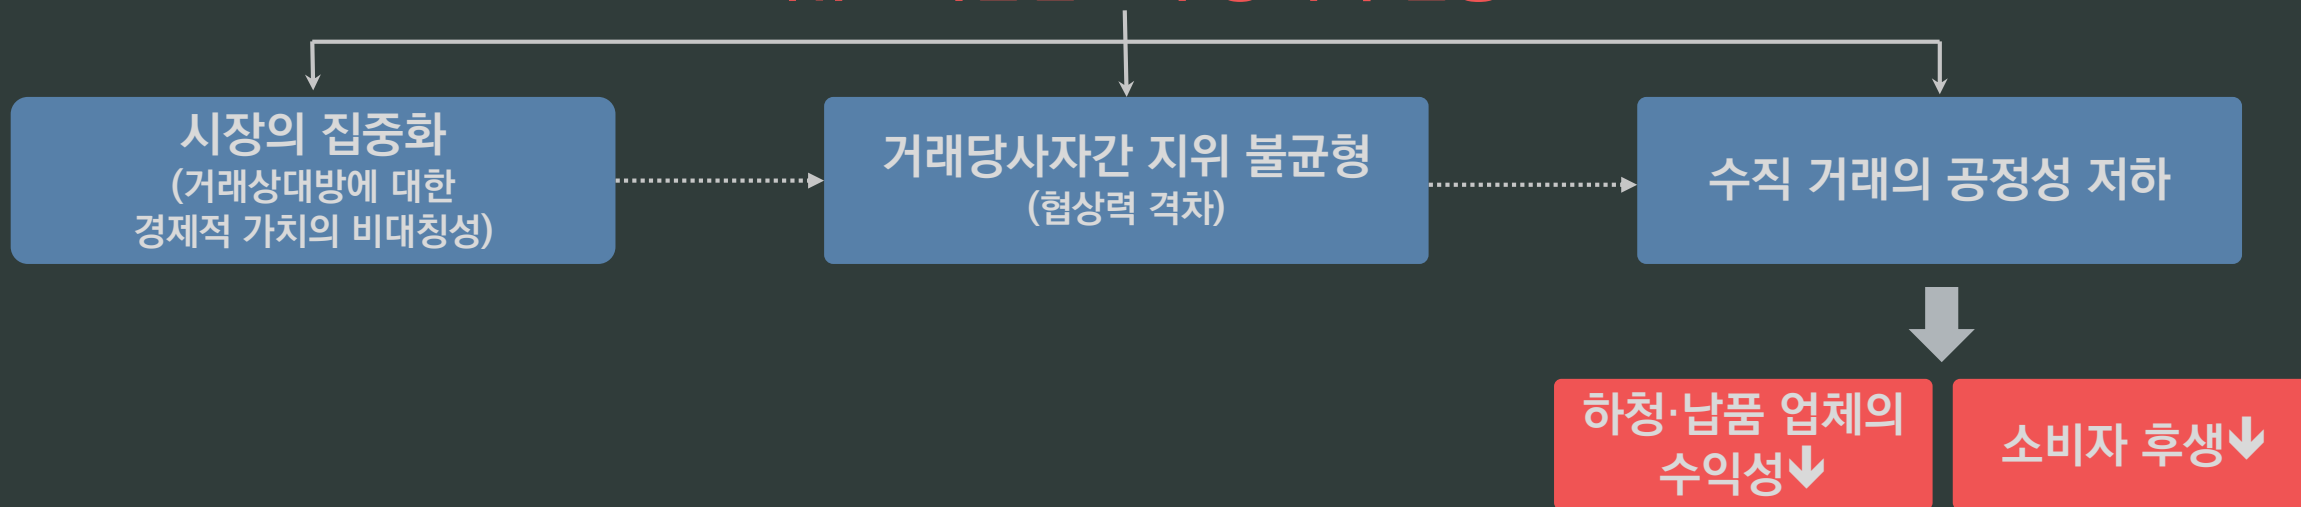 시장의 집중화
(거래상대방에 대한
경제적 가치의 비대칭성)
거래당사자간 지위 불균형
(협상력 격차)
수직 거래의 공정성 저하
하청·납품 업체의
수익성🡻
소비자 후생🡻